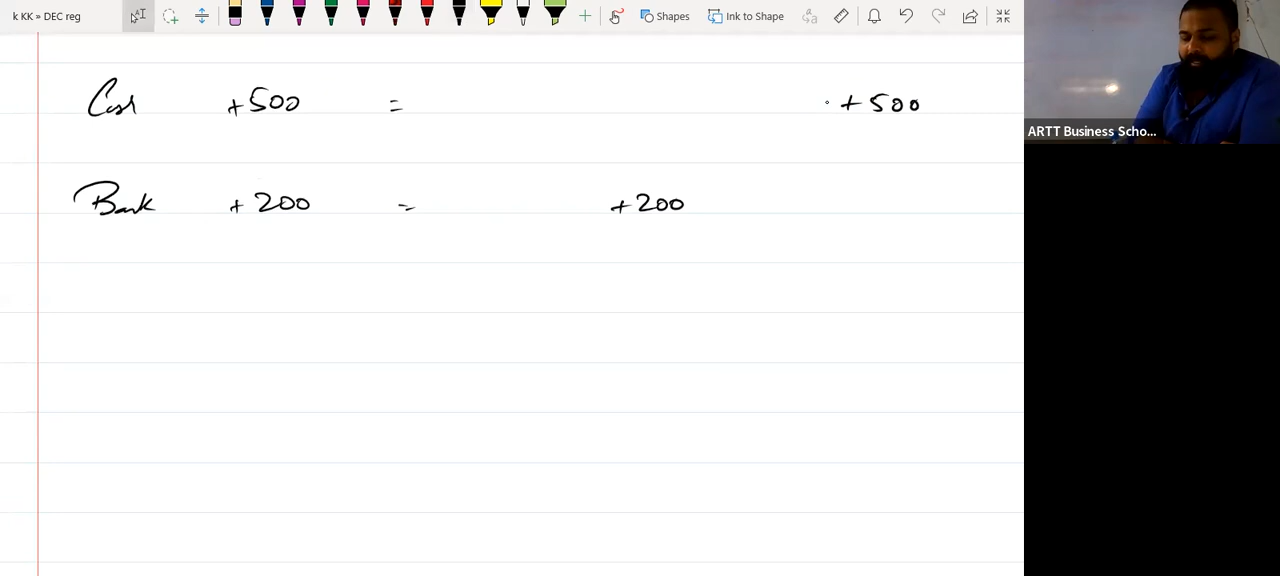 k KK » DEC reg
Shapes
Ink to Shape
Cash +500 = +500
Bank +200 = +200
ARTT Business Scho...